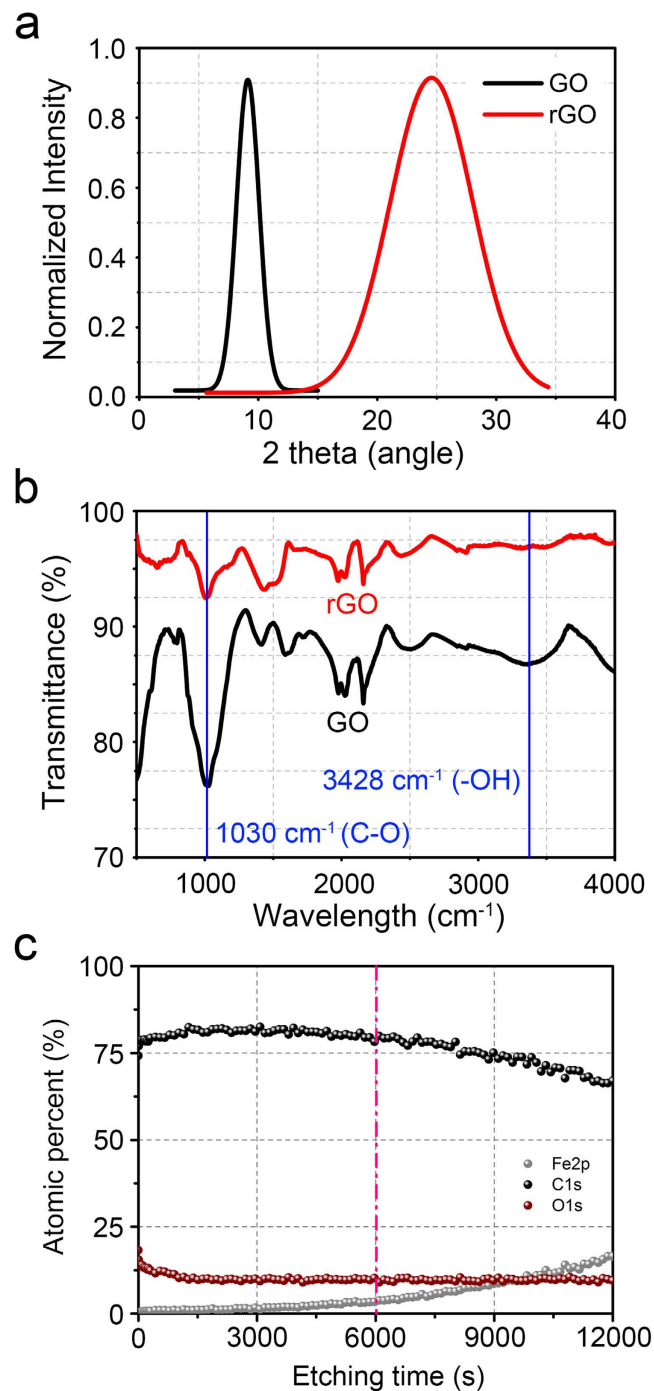 a
1.0
0.8
0.6
0.4
0.2
0.0
Normalized Intensity
GO
rGO
0 10 20 30 40
2 theta (angle)
b
100
90
80
70
Transmittance (%)
rGO
GO
3428 cm⁻¹ (-OH)
1030 cm⁻¹ (C-O)
1000 2000 3000 4000
Wavelength (cm⁻¹)
c
100
75
50
25
0
Atomic percent (%)
Fe2p
C1s
O1s
0 3000 6000 9000 12000
Etching time (s)